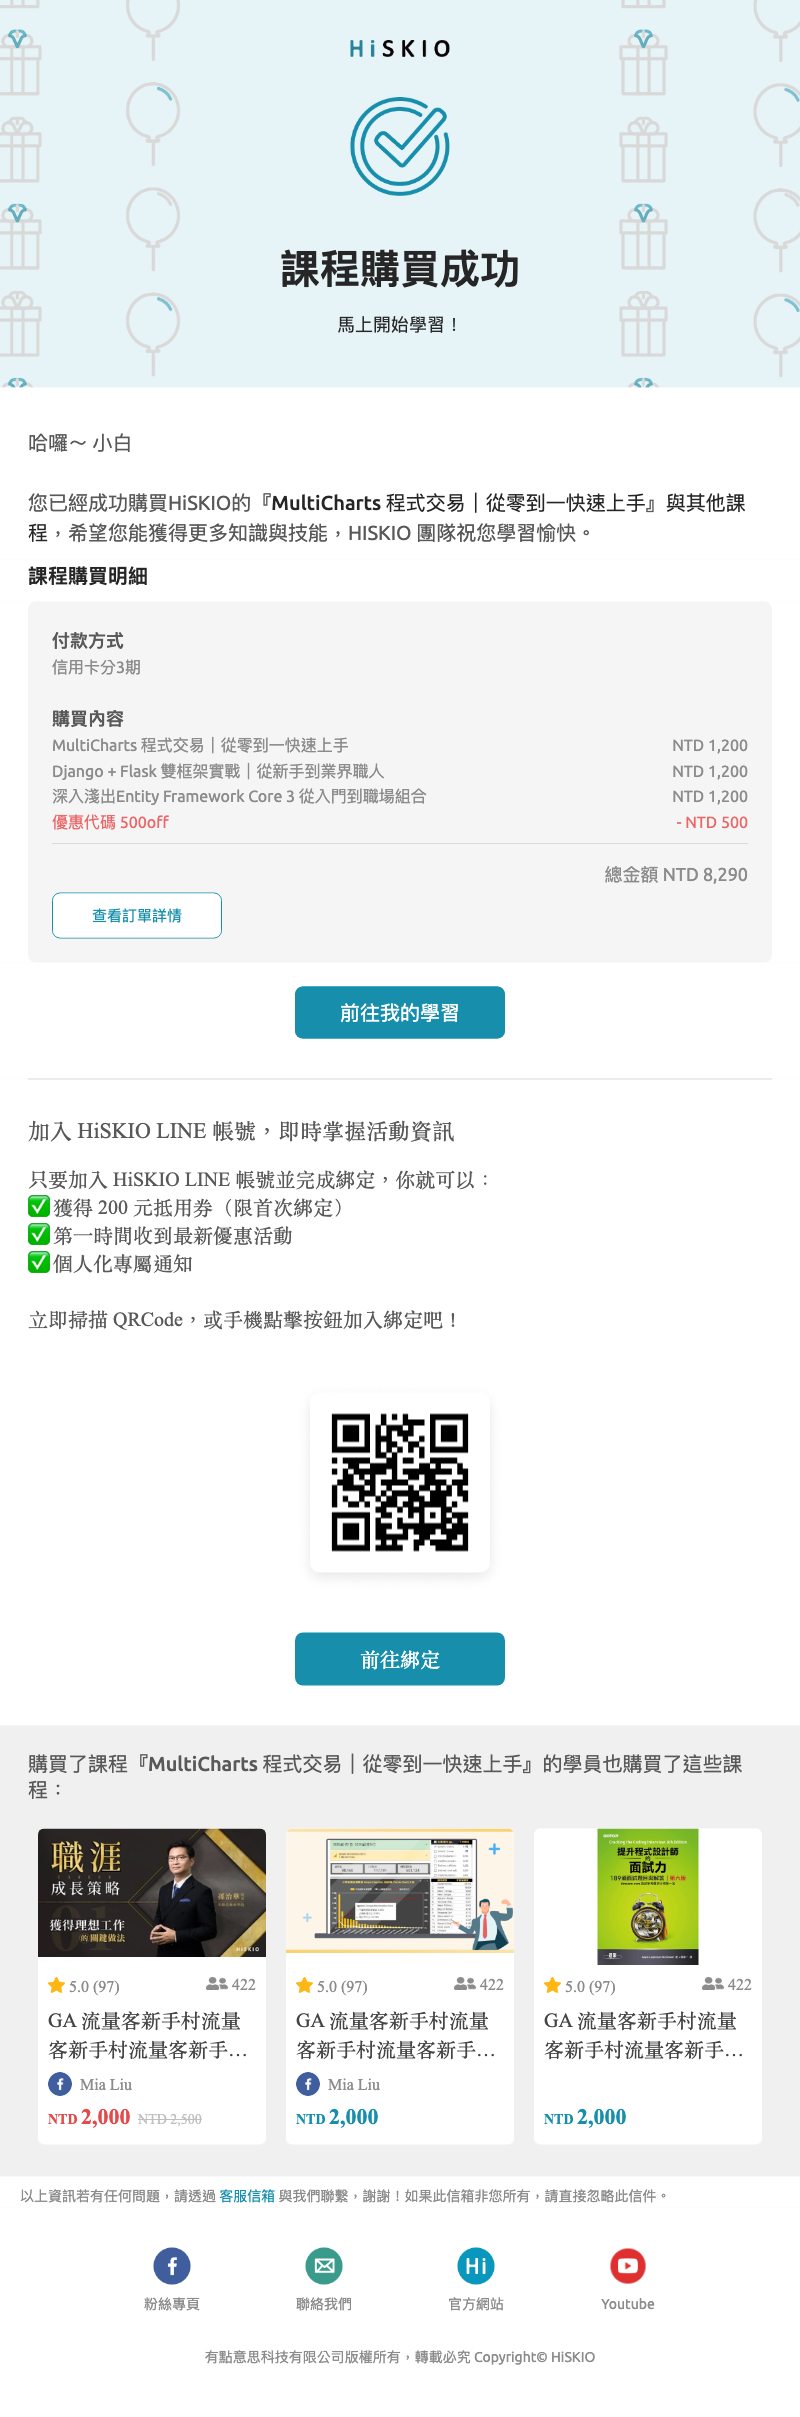 HiSKIO
課程購買成功
馬上開始學習！
哈囉～ 小白
您已經成功購買HiSKIO的『MultiCharts 程式交易｜從零到一快速上手』與其他課
程，希望您能獲得更多知識與技能，HISKIO 團隊祝您學習愉快。
課程購買明細
付款方式
信用卡分3期
購買內容
MultiCharts 程式交易｜從零到一快速上手 NTD 1,200
Django + Flask 雙框架實戰｜從新手到業界職人 NTD 1,200
深入淺出Entity Framework Core 3 從入門到職場組合 NTD 1,200
優惠代碼 500off - NTD 500
總金額 NTD 8,290
查看訂單詳情
前往我的學習
加入 HiSKIO LINE 帳號，即時掌握活動資訊
只要加入 HiSKIO LINE 帳號並完成綁定，你就可以：
✅獲得 200 元抵用券（限首次綁定）
✅第一時間收到最新優惠活動
✅個人化專屬通知
立即掃描 QRCode，或手機點擊按鈕加入綁定吧！
前往綁定
購買了課程『MultiCharts 程式交易｜從零到一快速上手』的學員也購買了這些課
程：
職涯
成長策略
獲得理想工作
的關鍵做法
HiSKIO
提升程式設計師
的
面試力
5.0 (97) 422
GA 流量客新手村流量
客新手村流量客新手...
Mia Liu
NTD 2,000 NTD 2,500
5.0 (97) 422
GA 流量客新手村流量
客新手村流量客新手...
Mia Liu
NTD 2,000
5.0 (97) 422
GA 流量客新手村流量
客新手村流量客新手...
NTD 2,000
以上資訊若有任何問題，請透過 客服信箱 與我們聯繫，謝謝！如果此信箱非您所有，請直接忽略此信件。
Hi
粉絲專頁 聯絡我們 官方網站 Youtube
有點意思科技有限公司版權所有，轉載必究 Copyright© HiSKIO